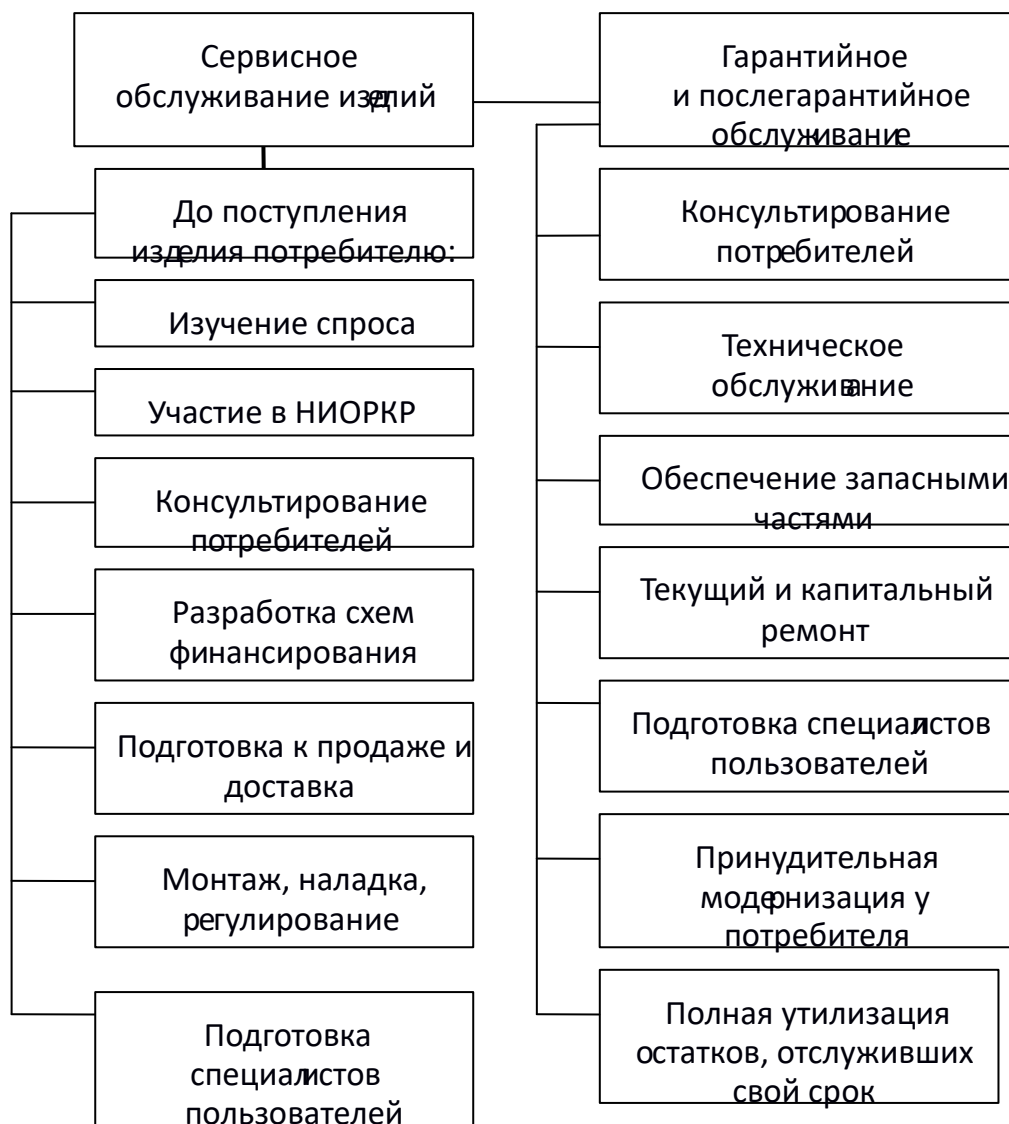 Сервисное
обслуживание изделий
До поступления
изделия потребителю:
Изучение спроса
Участие в НИОРКР
Консультирование
потребителей
Разработка схем
финансирования
Подготовка к продаже и
доставка
Монтаж, наладка,
регулирование
Подготовка
специалистов
пользователей
Гарантийное
и послегарантийное
обслуживание
Консультирование
потребителей
Техническое
обслуживание
Обеспечение запасными
частями
Текущий и капитальный
ремонт
Подготовка специалистов
пользователей
Принудительная
модернизация у
потребителя
Полная утилизация
остатков, отслуживших
свой срок